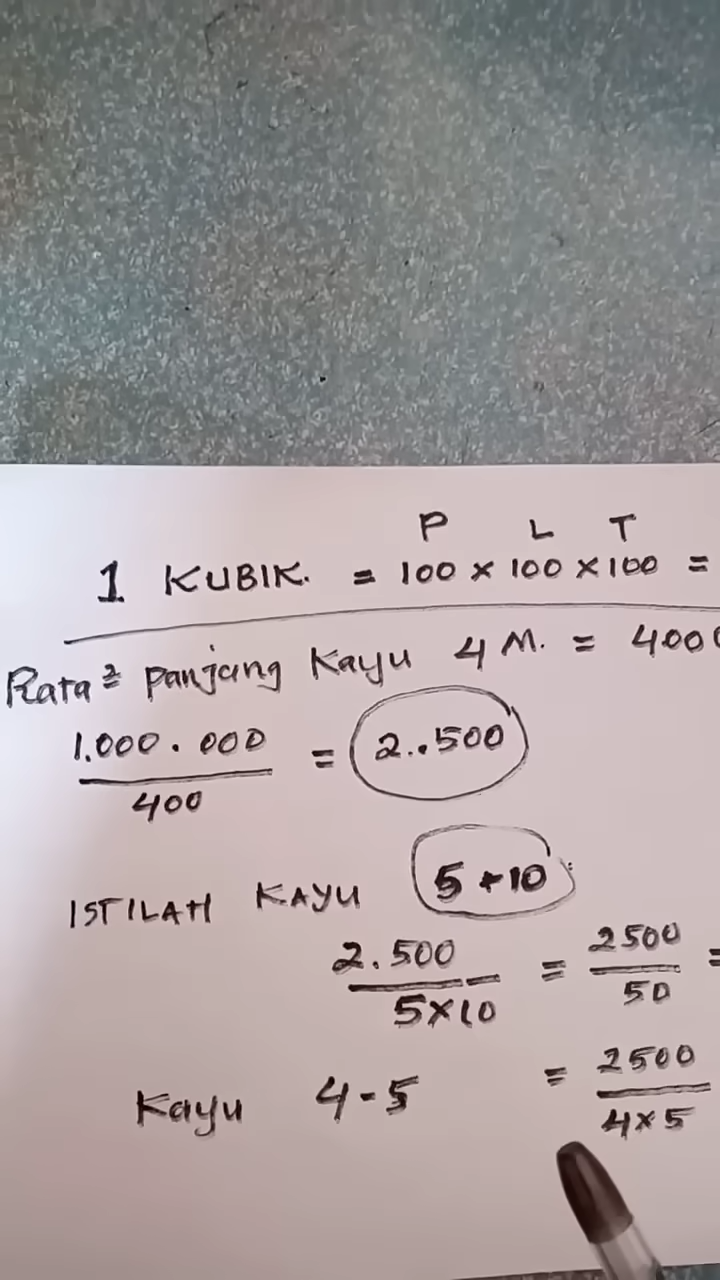 P L T
1 KUBIK. = 100 x 100 x 100 =
Rata² panjang Kayu 4 M. = 400
1.000.000 = 2..500
400
ISTILAH KAYU 5 + 10
2.500 = 2500 =
5x10 50
Kayu 4-5 = 2500
4x5